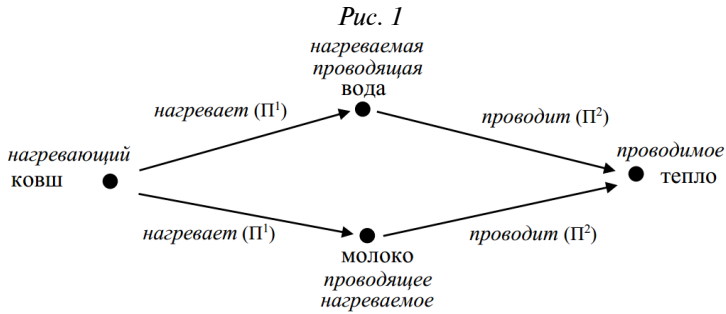 Рис. 1
нагреваемая
проводящая
вода
нагревает (П¹)
проводит (П²)
нагревающий
ковш
проводимое
тепло
нагревает (П¹)
проводит (П²)
молоко
проводящее
нагреваемое